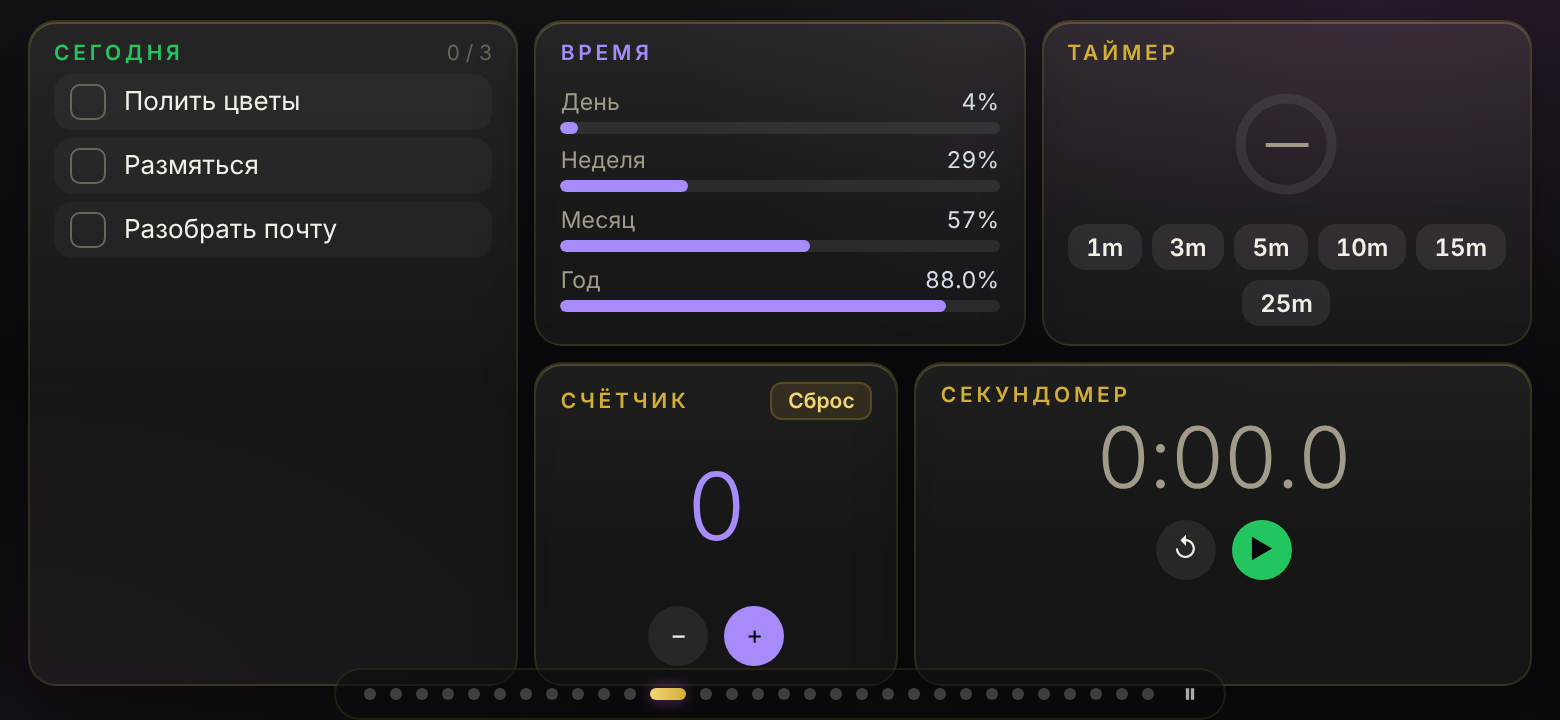 СЕГОДНЯ 0 / 3
Полить цветы
Размяться
Разобрать почту
ВРЕМЯ
День 4%
Неделя 29%
Месяц 57%
Год 88.0%
ТАЙМЕР
—
1m 3m 5m 10m 15m
25m
СЧЁТЧИК Сброс
0
− +
СЕКУНДОМЕР
0:00.0